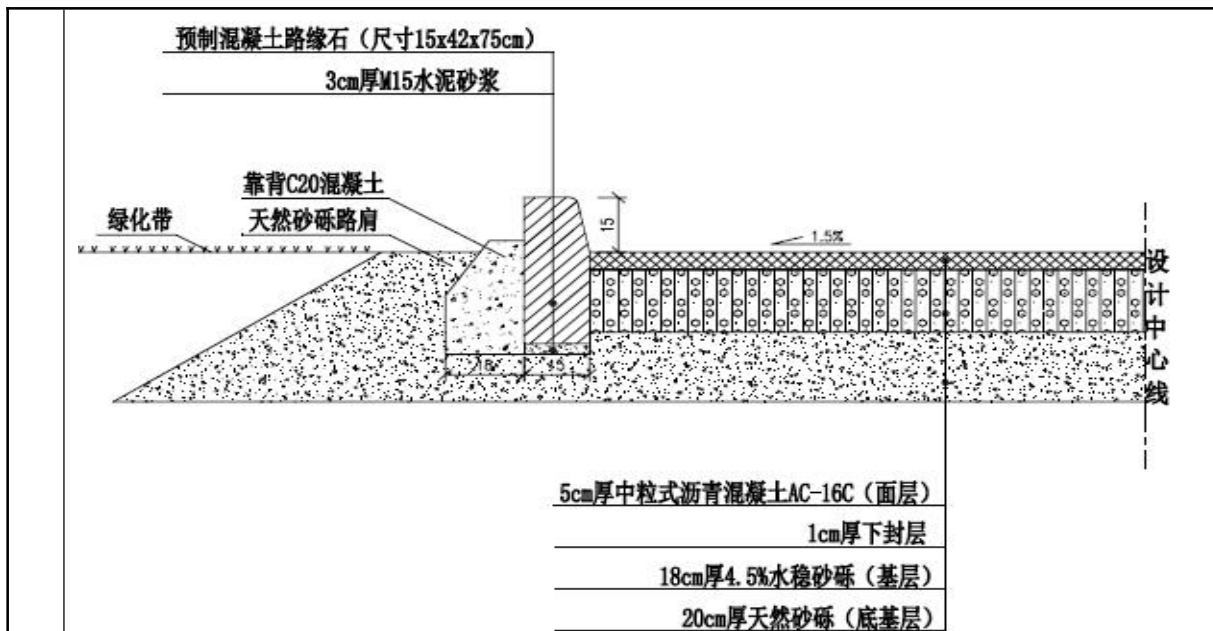 预制混凝土路缘石（尺寸15x42x75cm）
3cm厚M15水泥砂浆
靠背C20混凝土
绿化带
天然砂砾路肩
15
1.5%
设计中心线
18
15
5cm厚中粒式沥青混凝土AC-16C（面层）
1cm厚下封层
18cm厚4.5%水稳砂砾（基层）
20cm厚天然砂砾（底基层）